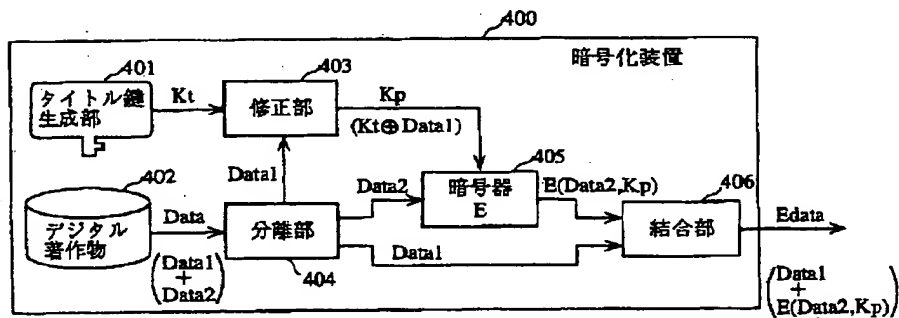 400
暗号化装置
401
タイトル鍵
生成部
Kt
403
修正部
Kp
(Kt⊕Data1)
Data1
402
デジタル
著作物
Data
(Data1
+
Data2)
分離部
404
Data2
405
暗号器
E
E(Data2,Kp)
Data1
406
結合部
Edata
(Data1
+
E(Data2,Kp))